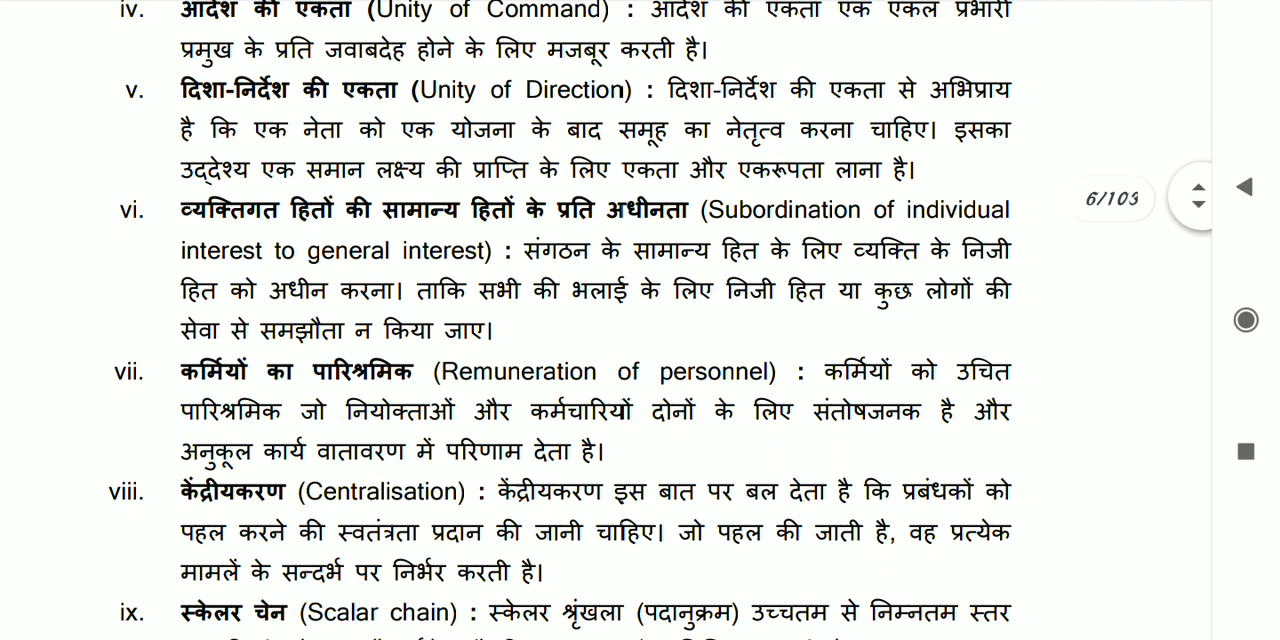 iv. आदेश की एकता (Unity of Command) : आदेश की एकता एक एकल प्रभारी
प्रमुख के प्रति जवाबदेह होने के लिए मजबूर करती है।
v. दिशा-निर्देश की एकता (Unity of Direction) : दिशा-निर्देश की एकता से अभिप्राय
है कि एक नेता को एक योजना के बाद समूह का नेतृत्व करना चाहिए। इसका
उद्देश्य एक समान लक्ष्य की प्राप्ति के लिए एकता और एकरूपता लाना है।
vi. व्यक्तिगत हितों की सामान्य हितों के प्रति अधीनता (Subordination of individual
interest to general interest) : संगठन के सामान्य हित के लिए व्यक्ति के निजी
हित को अधीन करना। ताकि सभी की भलाई के लिए निजी हित या कुछ लोगों की
सेवा से समझौता न किया जाए।
vii. कर्मियों का पारिश्रमिक (Remuneration of personnel) : कर्मियों को उचित
पारिश्रमिक जो नियोक्ताओं और कर्मचारियों दोनों के लिए संतोषजनक है और
अनुकूल कार्य वातावरण में परिणाम देता है।
viii. केंद्रीयकरण (Centralisation) : केंद्रीयकरण इस बात पर बल देता है कि प्रबंधकों को
पहल करने की स्वतंत्रता प्रदान की जानी चाहिए। जो पहल की जाती है, वह प्रत्येक
मामलें के सन्दर्भ पर निर्भर करती है।
ix. स्केलर चेन (Scalar chain) : स्केलर श्रृंखला (पदानुक्रम) उच्चतम से निम्नतम स्तर
6/103